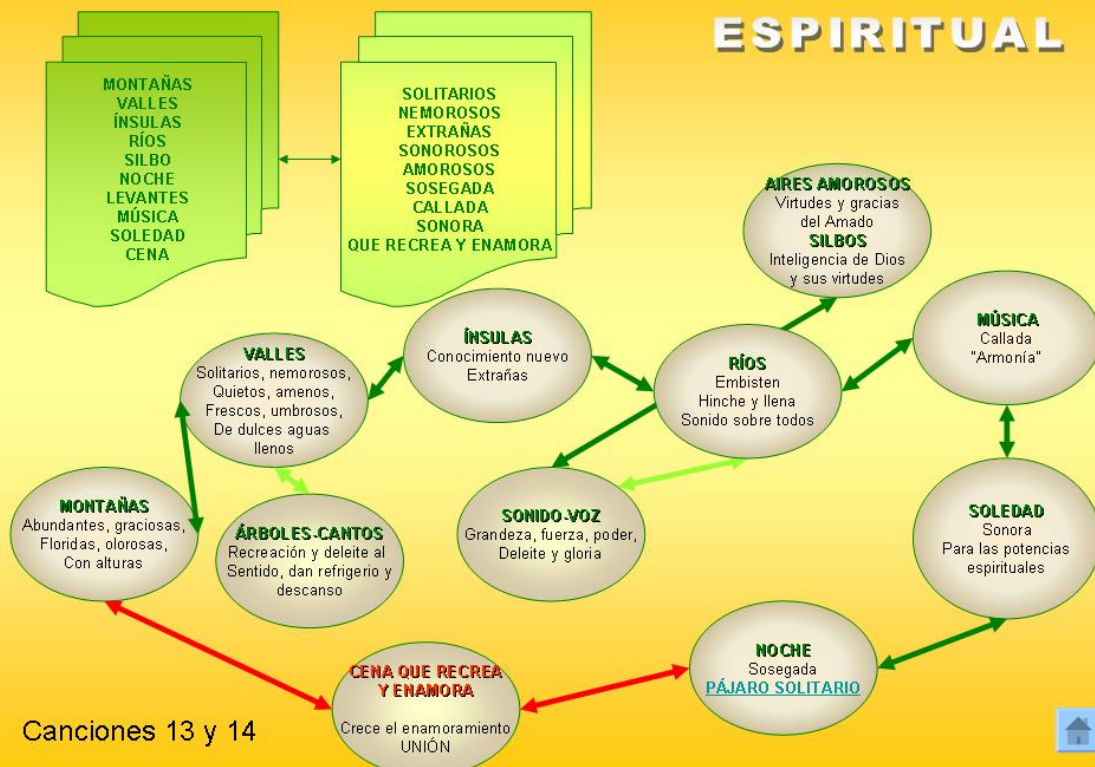 ESPIRITUAL
MONTAÑAS
VALLES
ÍNSULAS
RÍOS
SILBO
NOCHE
LEVANTES
MÚSICA
SOLEDAD
CENA
SOLITARIOS
NEMOROSOS
EXTRAÑAS
SONOROSOS
AMOROSOS
SOSEGADA
CALLADA
SONORA
QUE RECREA Y ENAMORA
AIRES AMOROSOS
Virtudes y gracias
del Amado
SILBOS
Inteligencia de Dios
y sus virtudes
MÚSICA
Callada
"Armonía"
ÍNSULAS
Conocimiento nuevo
Extrañas
VALLES
Solitarios, nemorosos,
Quietos, amenos,
Frescos, umbrosos,
De dulces aguas
llenos
RÍOS
Embisten
Hinche y llena
Sonido sobre todos
MONTAÑAS
Abundantes, graciosas,
Floridas, olorosas,
Con alturas
ÁRBOLES-CANTOS
Recreación y deleite al
Sentido, dan refrigerio y
descanso
SONIDO-VOZ
Grandeza, fuerza, poder,
Deleite y gloria
SOLEDAD
Sonora
Para las potencias
espirituales
CENA QUE RECREA
Y ENAMORA
Crece el enamoramiento
UNIÓN
NOCHE
Sosegada
PÁJARO SOLITARIO
Canciones 13 y 14